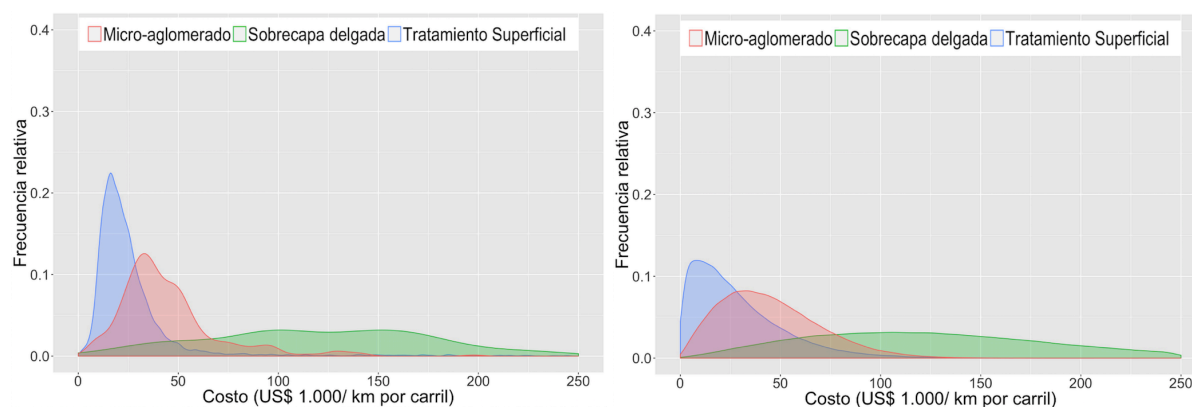 Micro-aglomerado Sobrecapa delgada Tratamiento Superficial
0.4
0.3
0.2
0.1
0.0
Frecuencia relativa
0 50 100 150 200 250
Costo (US$ 1.000/ km por carril)
Micro-aglomerado Sobrecapa delgada Tratamiento Superficial
0.4
0.3
0.2
0.1
0.0
Frecuencia relativa
0 50 100 150 200 250
Costo (US$ 1.000/ km por carril)